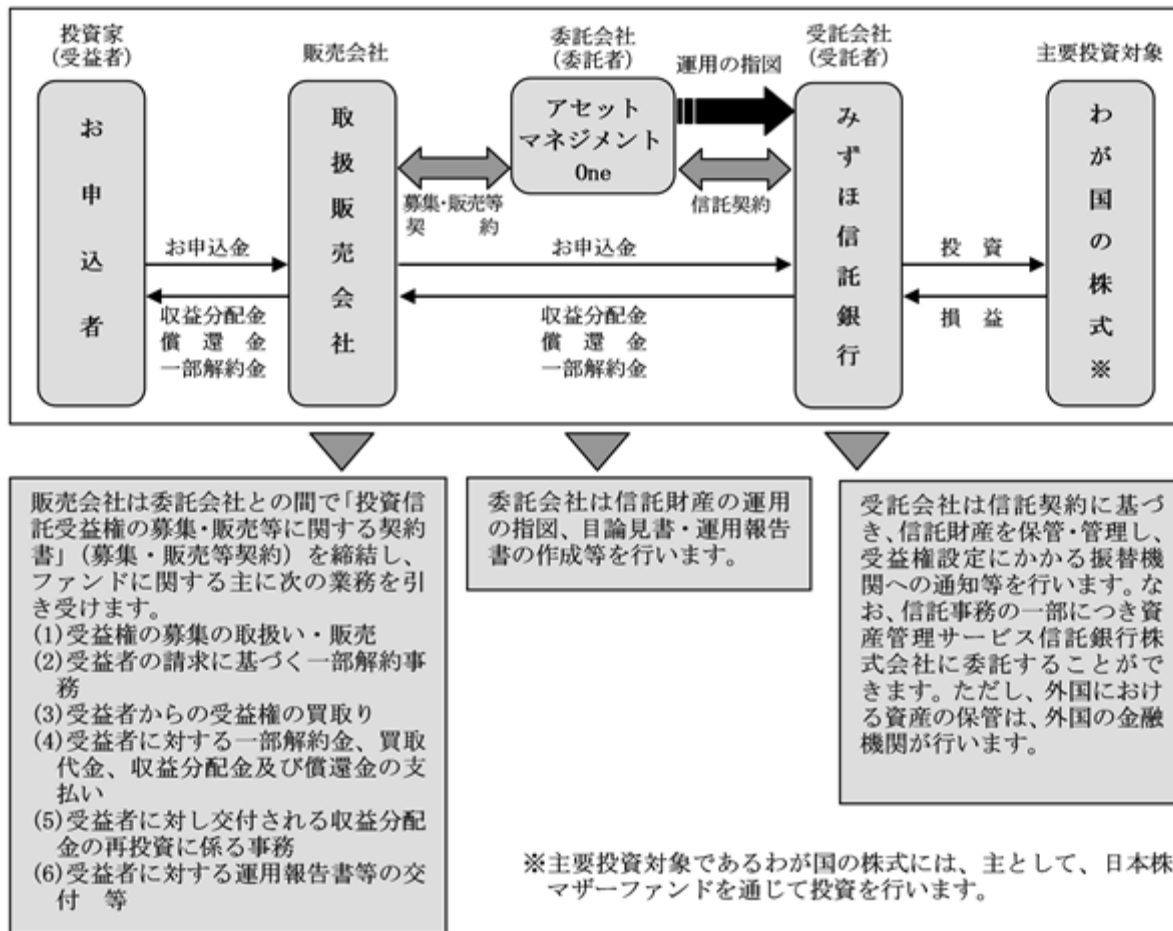 投資家
(受益者)
販売会社
委託会社
(委託者)
受託会社
(受託者)
主要投資対象
運用の指図
お申込者
取扱販売会社
アセット
マネジメント
One
みずほ信託銀行
わが国の株式※
募集・販売等
契　　約
信託契約
お申込金
お申込金
投　資
収益分配金
償　還　金
一部解約金
収益分配金
償　還　金
一部解約金
損　益
販売会社は委託会社との間で「投資信
託受益権の募集・販売等に関する契約
書」（募集・販売等契約）を締結し、
ファンドに関する主に次の業務を引
き受けます。
(1)受益権の募集の取扱い・販売
(2)受益者の請求に基づく一部解約事
務
(3)受益者からの受益権の買取り
(4)受益者に対する一部解約金、買取
代金、収益分配金及び償還金の支
払い
(5)受益者に対し交付される収益分配
金の再投資に係る事務
(6)受益者に対する運用報告書等の交
付　等
委託会社は信託財産の運用
の指図、目論見書・運用報告
書の作成等を行います。
受託会社は信託契約に基づ
き、信託財産を保管・管理し、
受益権設定にかかる振替機
関への通知等を行います。な
お、信託事務の一部につき資
産管理サービス信託銀行株
式会社に委託することがで
きます。ただし、外国におけ
る資産の保管は、外国の金融
機関が行います。
※主要投資対象であるわが国の株式には、主として、日本株
マザーファンドを通じて投資を行います。